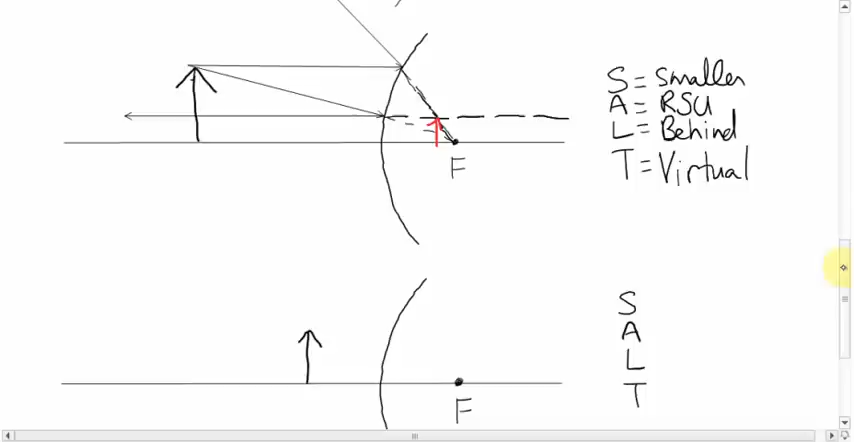 S = Smaller
A = RSU
L = Behind
T = Virtual
F
S
A
L
T
F